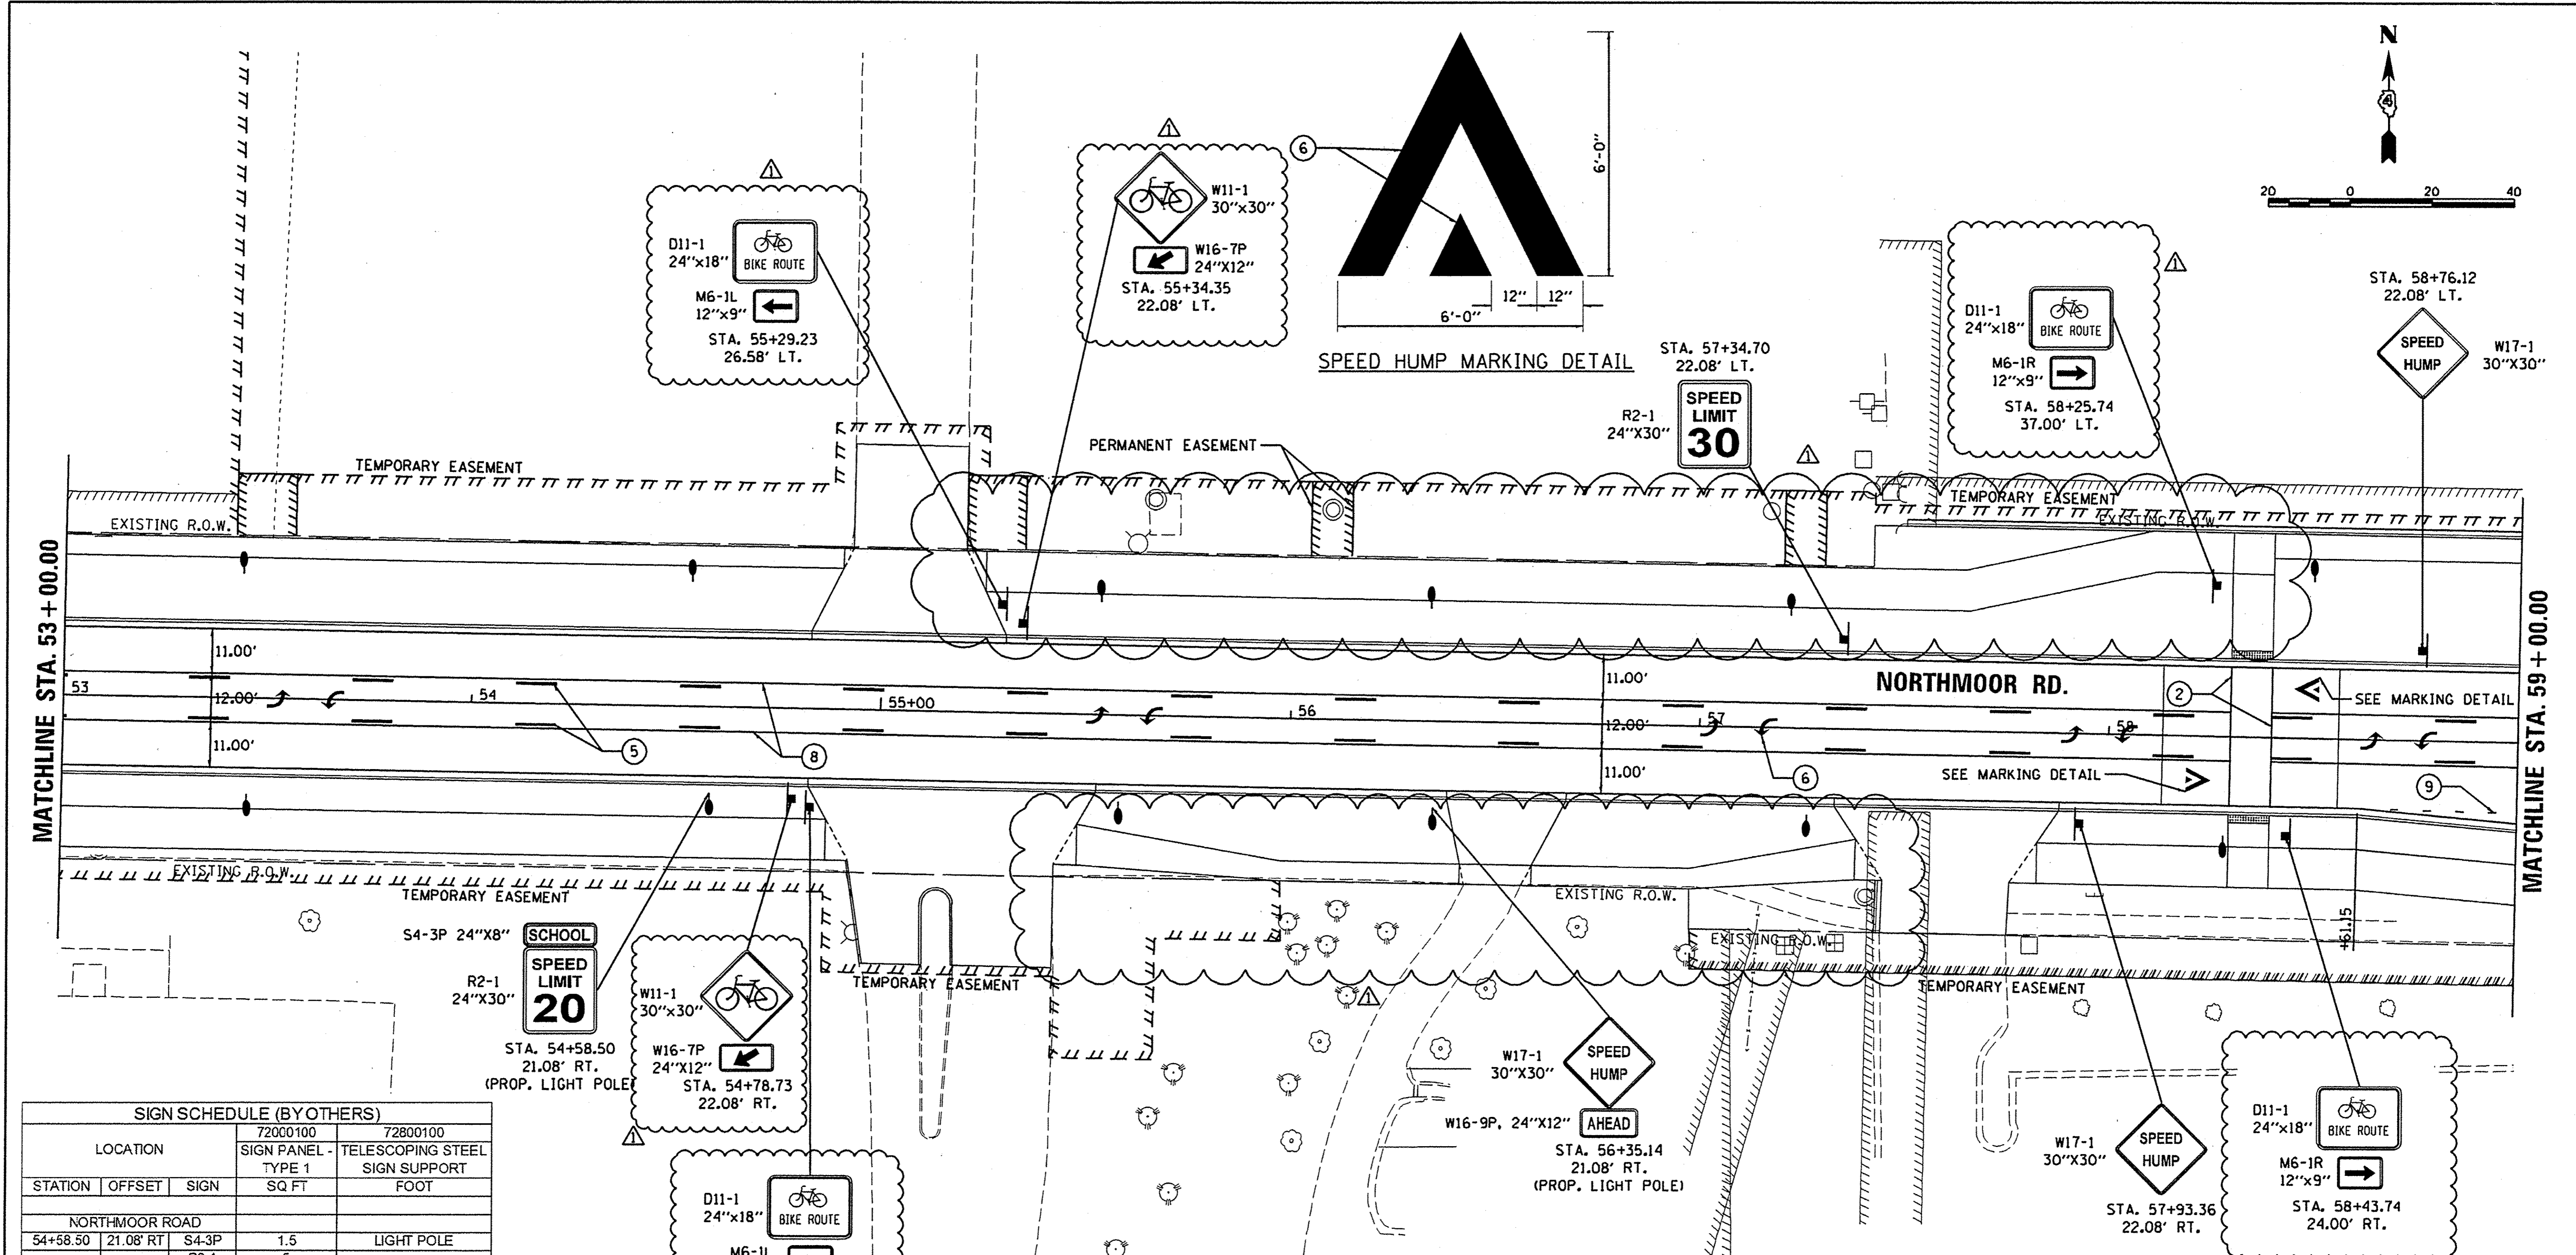 N
20 0 20 40
1
D11-1
24"x18"
BIKE ROUTE
M6-1L
12"x9"
STA. 55+29.23
26.58' LT.
1
W11-1
30"x30"
W16-7P
24"X12"
STA. 55+34.35
22.08' LT.
6
6'-0"
12" 12"
6'-0"
SPEED HUMP MARKING DETAIL
STA. 57+34.70
22.08' LT.
R2-1
24"X30"
SPEED
LIMIT
30
1
D11-1
24"x18"
BIKE ROUTE
M6-1R
12"x9"
STA. 58+25.74
37.00' LT.
1
STA. 58+76.12
22.08' LT.
SPEED
HUMP
W17-1
30"X30"
TEMPORARY EASEMENT
PERMANENT EASEMENT
TEMPORARY EASEMENT
EXISTING R.O.W.
EXISTING R.O.W.
MATCHLINE STA. 53+00.00
11.00'
12.00'
11.00'
53
54
55+00
56
57
58
11.00'
12.00'
11.00'
NORTHMOOR RD.
2
SEE MARKING DETAIL
SEE MARKING DETAIL
5
8
6
9
MATCHLINE STA. 59+00.00
+61.15
EXISTING R.O.W.
TEMPORARY EASEMENT
EXISTING R.O.W.
EXISTING R.O.W.
TEMPORARY EASEMENT
TEMPORARY EASEMENT
1
S4-3P 24"X8"
SCHOOL
R2-1
24"X30"
SPEED
LIMIT
20
STA. 54+58.50
21.08' RT.
(PROP. LIGHT POLE)
W11-1
30"x30"
W16-7P
24"X12"
STA. 54+78.73
22.08' RT.
1
D11-1
24"x18"
BIKE ROUTE
M6-1L
W17-1
30"X30"
SPEED
HUMP
W16-9P, 24"X12"
AHEAD
STA. 56+35.14
21.08' RT.
(PROP. LIGHT POLE)
W17-1
30"X30"
SPEED
HUMP
STA. 57+93.36
22.08' RT.
D11-1
24"x18"
BIKE ROUTE
M6-1R
12"x9"
STA. 58+43.74
24.00' RT.
SIGN SCHEDULE (BY OTHERS)
LOCATION 72000100 72800100
SIGN PANEL - TELESCOPING STEEL
TYPE 1 SIGN SUPPORT
STATION OFFSET SIGN SQ FT FOOT
NORTHMOOR ROAD
54+58.50 21.08' RT S4-3P 1.5 LIGHT POLE